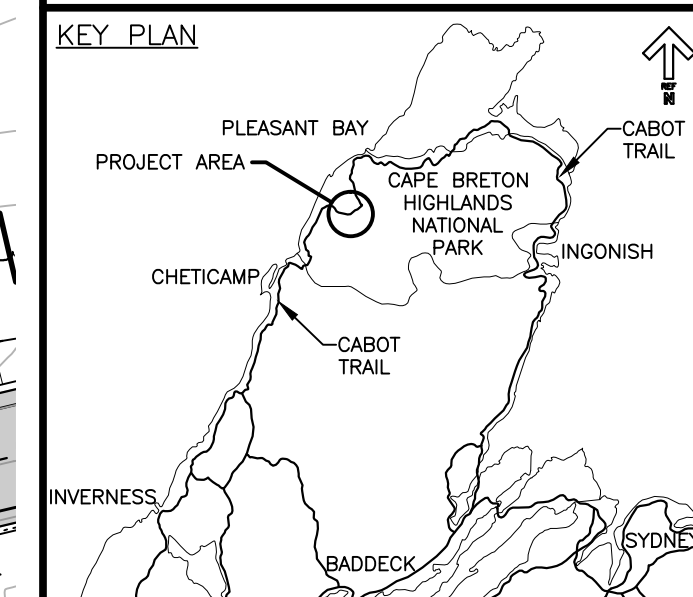 KEY PLAN
REF
N
PLEASANT BAY
CABOT
TRAIL
PROJECT AREA
CAPE BRETON
HIGHLANDS
NATIONAL
PARK
INGONISH
CHETICAMP
CABOT
TRAIL
INVERNESS
SYDNEY
BADDECK